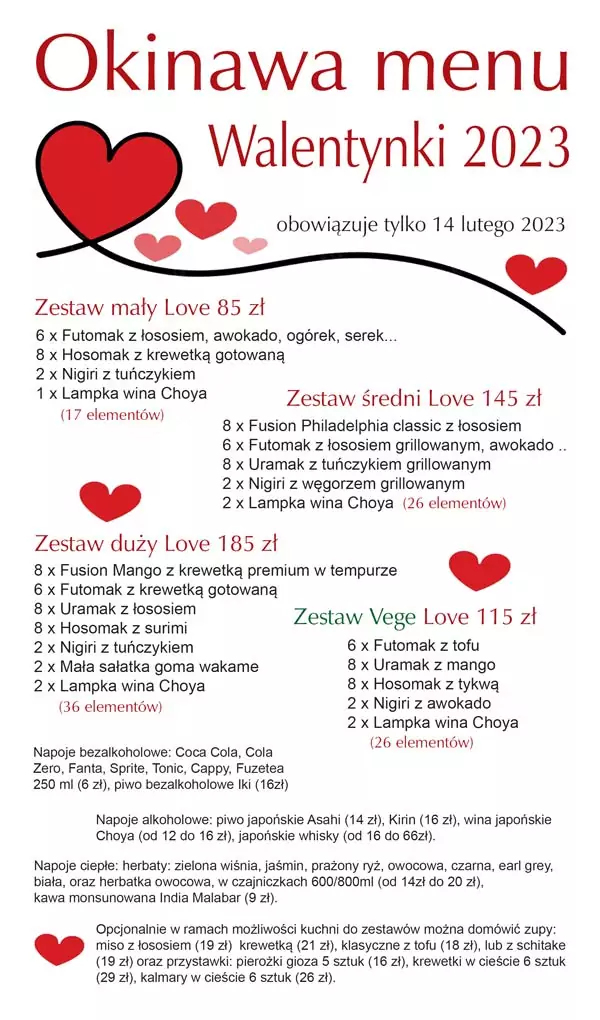 Okinawa menu
Walentynki 2023
obowiązuje tylko 14 lutego 2023
Zestaw mały Love 85 zł
6 x Futomak z łososiem, awokado, ogórek, serek...
8 x Hosomak z krewetką gotowaną
2 x Nigiri z tuńczykiem
1 x Lampka wina Choya
(17 elementów)
Zestaw średni Love 145 zł
8 x Fusion Philadelphia classic z łososiem
6 x Futomak z łososiem grillowanym, awokado ..
8 x Uramak z tuńczykiem grillowanym
2 x Nigiri z węgorzem grillowanym
2 x Lampka wina Choya (26 elementów)
Zestaw duży Love 185 zł
8 x Fusion Mango z krewetką premium w tempurze
6 x Futomak z krewetką gotowaną
8 x Uramak z łososiem
8 x Hosomak z surimi
2 x Nigiri z tuńczykiem
2 x Mała sałatka goma wakame
2 x Lampka wina Choya
(36 elementów)
Zestaw Vege Love 115 zł
6 x Futomak z tofu
8 x Uramak z mango
8 x Hosomak z tykwą
2 x Nigiri z awokado
2 x Lampka wina Choya
(26 elementów)
Napoje bezalkoholowe: Coca Cola, Cola
Zero, Fanta, Sprite, Tonic, Cappy, Fuzetea
250 ml (6 zł), piwo bezalkoholowe Iki (16zł)
Napoje alkoholowe: piwo japońskie Asahi (14 zł), Kirin (16 zł), wina japońskie
Choya (od 12 do 16 zł), japońskie whisky (od 16 do 66zł).
Napoje ciepłe: herbaty: zielona wiśnia, jaśmin, prażony ryż, owocowa, czarna, earl grey,
biała, oraz herbatka owocowa, w czajniczkach 600/800ml (od 14zł do 20 zł),
kawa monsunowana India Malabar (9 zł).
Opcjonalnie w ramach możliwości kuchni do zestawów można domówić zupy:
miso z łososiem (19 zł) krewetką (21 zł), klasyczne z tofu (18 zł), lub z schitake
(19 zł) oraz przystawki: pierożki gioza 5 sztuk (16 zł), krewetki w cieście 6 sztuk
(29 zł), kalmary w cieście 6 sztuk (26 zł).